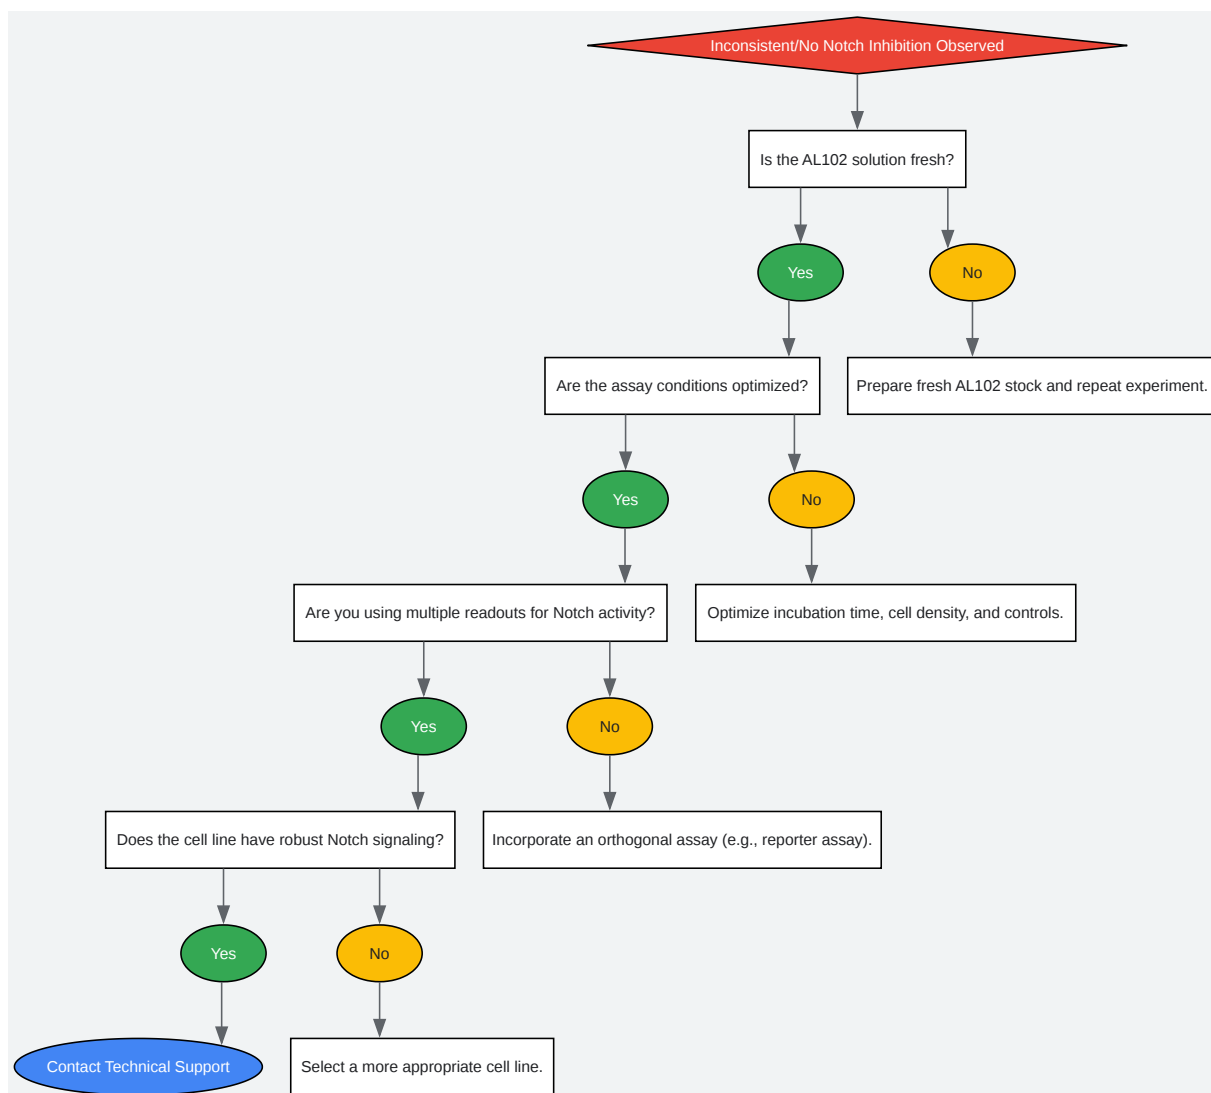 Inconsistent/No Notch Inhibition Observed
Is the AL102 solution fresh?
Yes
No
Are the assay conditions optimized?
Prepare fresh AL102 stock and repeat experiment.
Yes
No
Are you using multiple readouts for Notch activity?
Optimize incubation time, cell density, and controls.
Yes
No
Does the cell line have robust Notch signaling?
Incorporate an orthogonal assay (e.g., reporter assay).
Yes
No
Contact Technical Support
Select a more appropriate cell line.